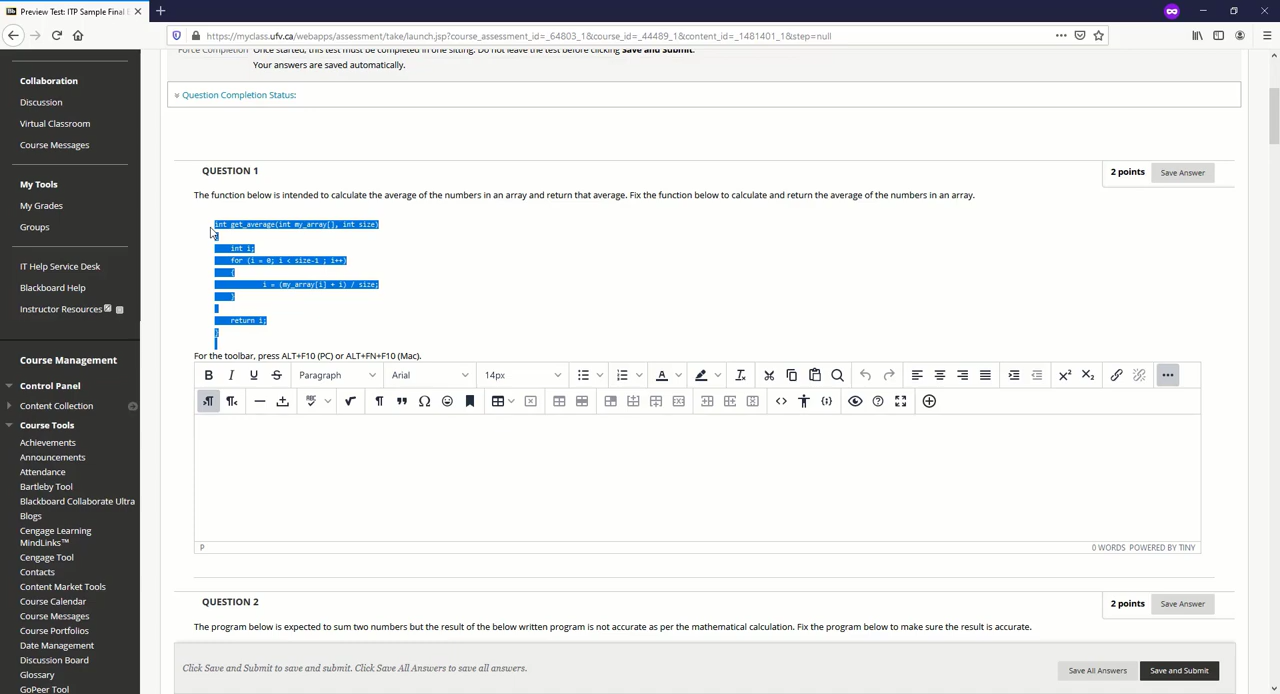 Preview Test: ITP Sample Final E
https://myclass.ufv.ca/webapps/assessment/take/launch.jsp?course_assessment_id=_64803_1&course_id=_44489_1&content_id=_1481401_1&step=null
Force Completion Once started, this test must be completed in one sitting. Do not leave the test before clicking Save and Submit.
Your answers are saved automatically.
Question Completion Status:
Collaboration
Discussion
Virtual Classroom
Course Messages
My Tools
My Grades
Groups
IT Help Service Desk
Blackboard Help
Instructor Resources
Course Management
Control Panel
Content Collection
Course Tools
Achievements
Announcements
Attendance
Bartleby Tool
Blackboard Collaborate Ultra
Blogs
Cengage Learning
MindLinks™
Cengage Tool
Contacts
Content Market Tools
Course Calendar
Course Messages
Course Portfolios
Date Management
Discussion Board
Glossary
GoPeer Tool
QUESTION 1
2 points Save Answer
The function below is intended to calculate the average of the numbers in an array and return that average. Fix the function below to calculate and return the average of the numbers in an array.
int get_average(int my_array[], int size)
{
int i;
for (i = 0; i < size-1 ; i++)
{
i = (my_array[i] + i) / size;
}
return i;
}
For the toolbar, press ALT+F10 (PC) or ALT+FN+F10 (Mac).
B I U S Paragraph Arial 14px
P 0 WORDS POWERED BY TINY
QUESTION 2
2 points Save Answer
The program below is expected to sum two numbers but the result of the below written program is not accurate as per the mathematical calculation. Fix the program below to make sure the result is accurate.
Click Save and Submit to save and submit. Click Save All Answers to save all answers.
Save All Answers Save and Submit